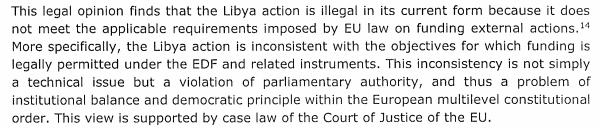 This legal opinion finds that the Libya action is illegal in its current form because it does
not meet the applicable requirements imposed by EU law on funding external actions.¹⁴
More specifically, the Libya action is inconsistent with the objectives for which funding is
legally permitted under the EDF and related instruments. This inconsistency is not simply
a technical issue but a violation of parliamentary authority, and thus a problem of
institutional balance and democratic principle within the European multilevel constitutional
order. This view is supported by case law of the Court of Justice of the EU.